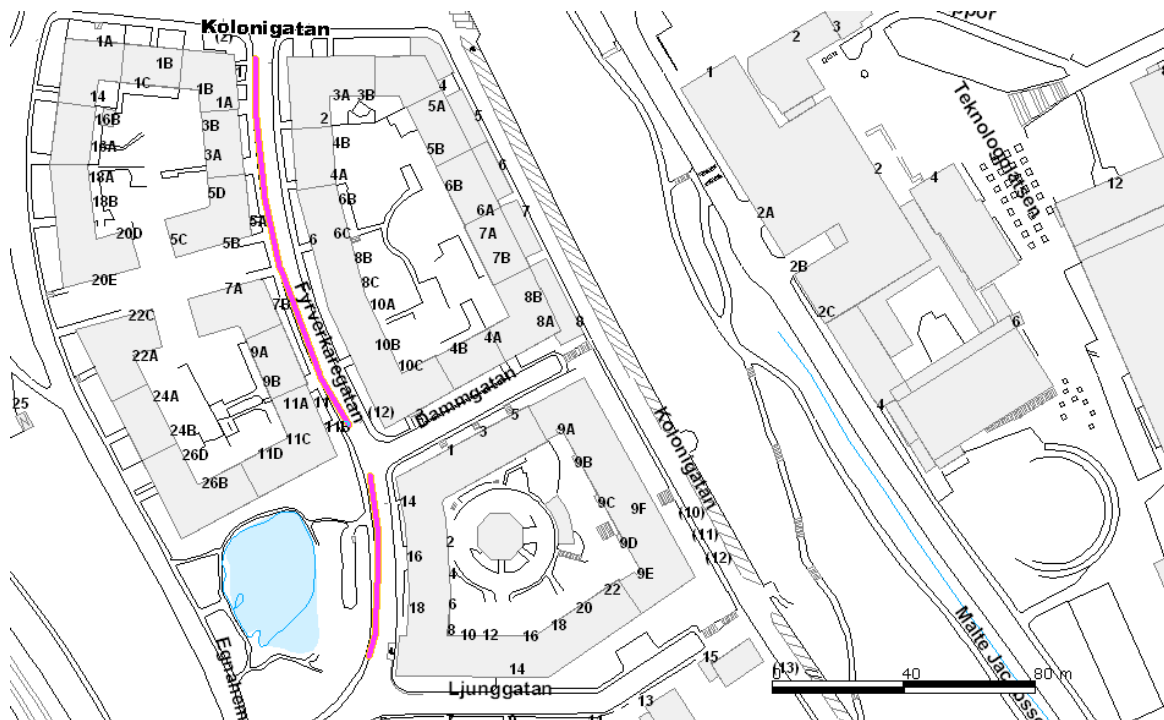 Kolonigatan
(2)
1A
1B
1C
1B
1A
14
16B
3B
16A
3A
18A
18B
5D
20D
5C
5B
5A
20E
22C
7A
7B
22A
9A
9B
24A
11A
11
11B
24B
11C
26D
11D
26B
Fyrverkaregatan
3A 3B
2
4
5A
5
4B
5B
4A
6
6B
6B
6A
7
6C
6
7A
8B
7B
8C
10A
8B
8A
8
10B
4B
4A
10C
(12)
Dammgatan
1
3
5
9A
9B
14
9C
9F
2
16
9D
4
9E
6
18
8
10
12
16
18
20
22
14
Ljunggatan
Kolonigatan
(10)
(11)
(12)
(13)
15
13
25
1
2
3
2
4
12
2A
2B
2C
6
4
Teknologplatsen
0
40
80 m